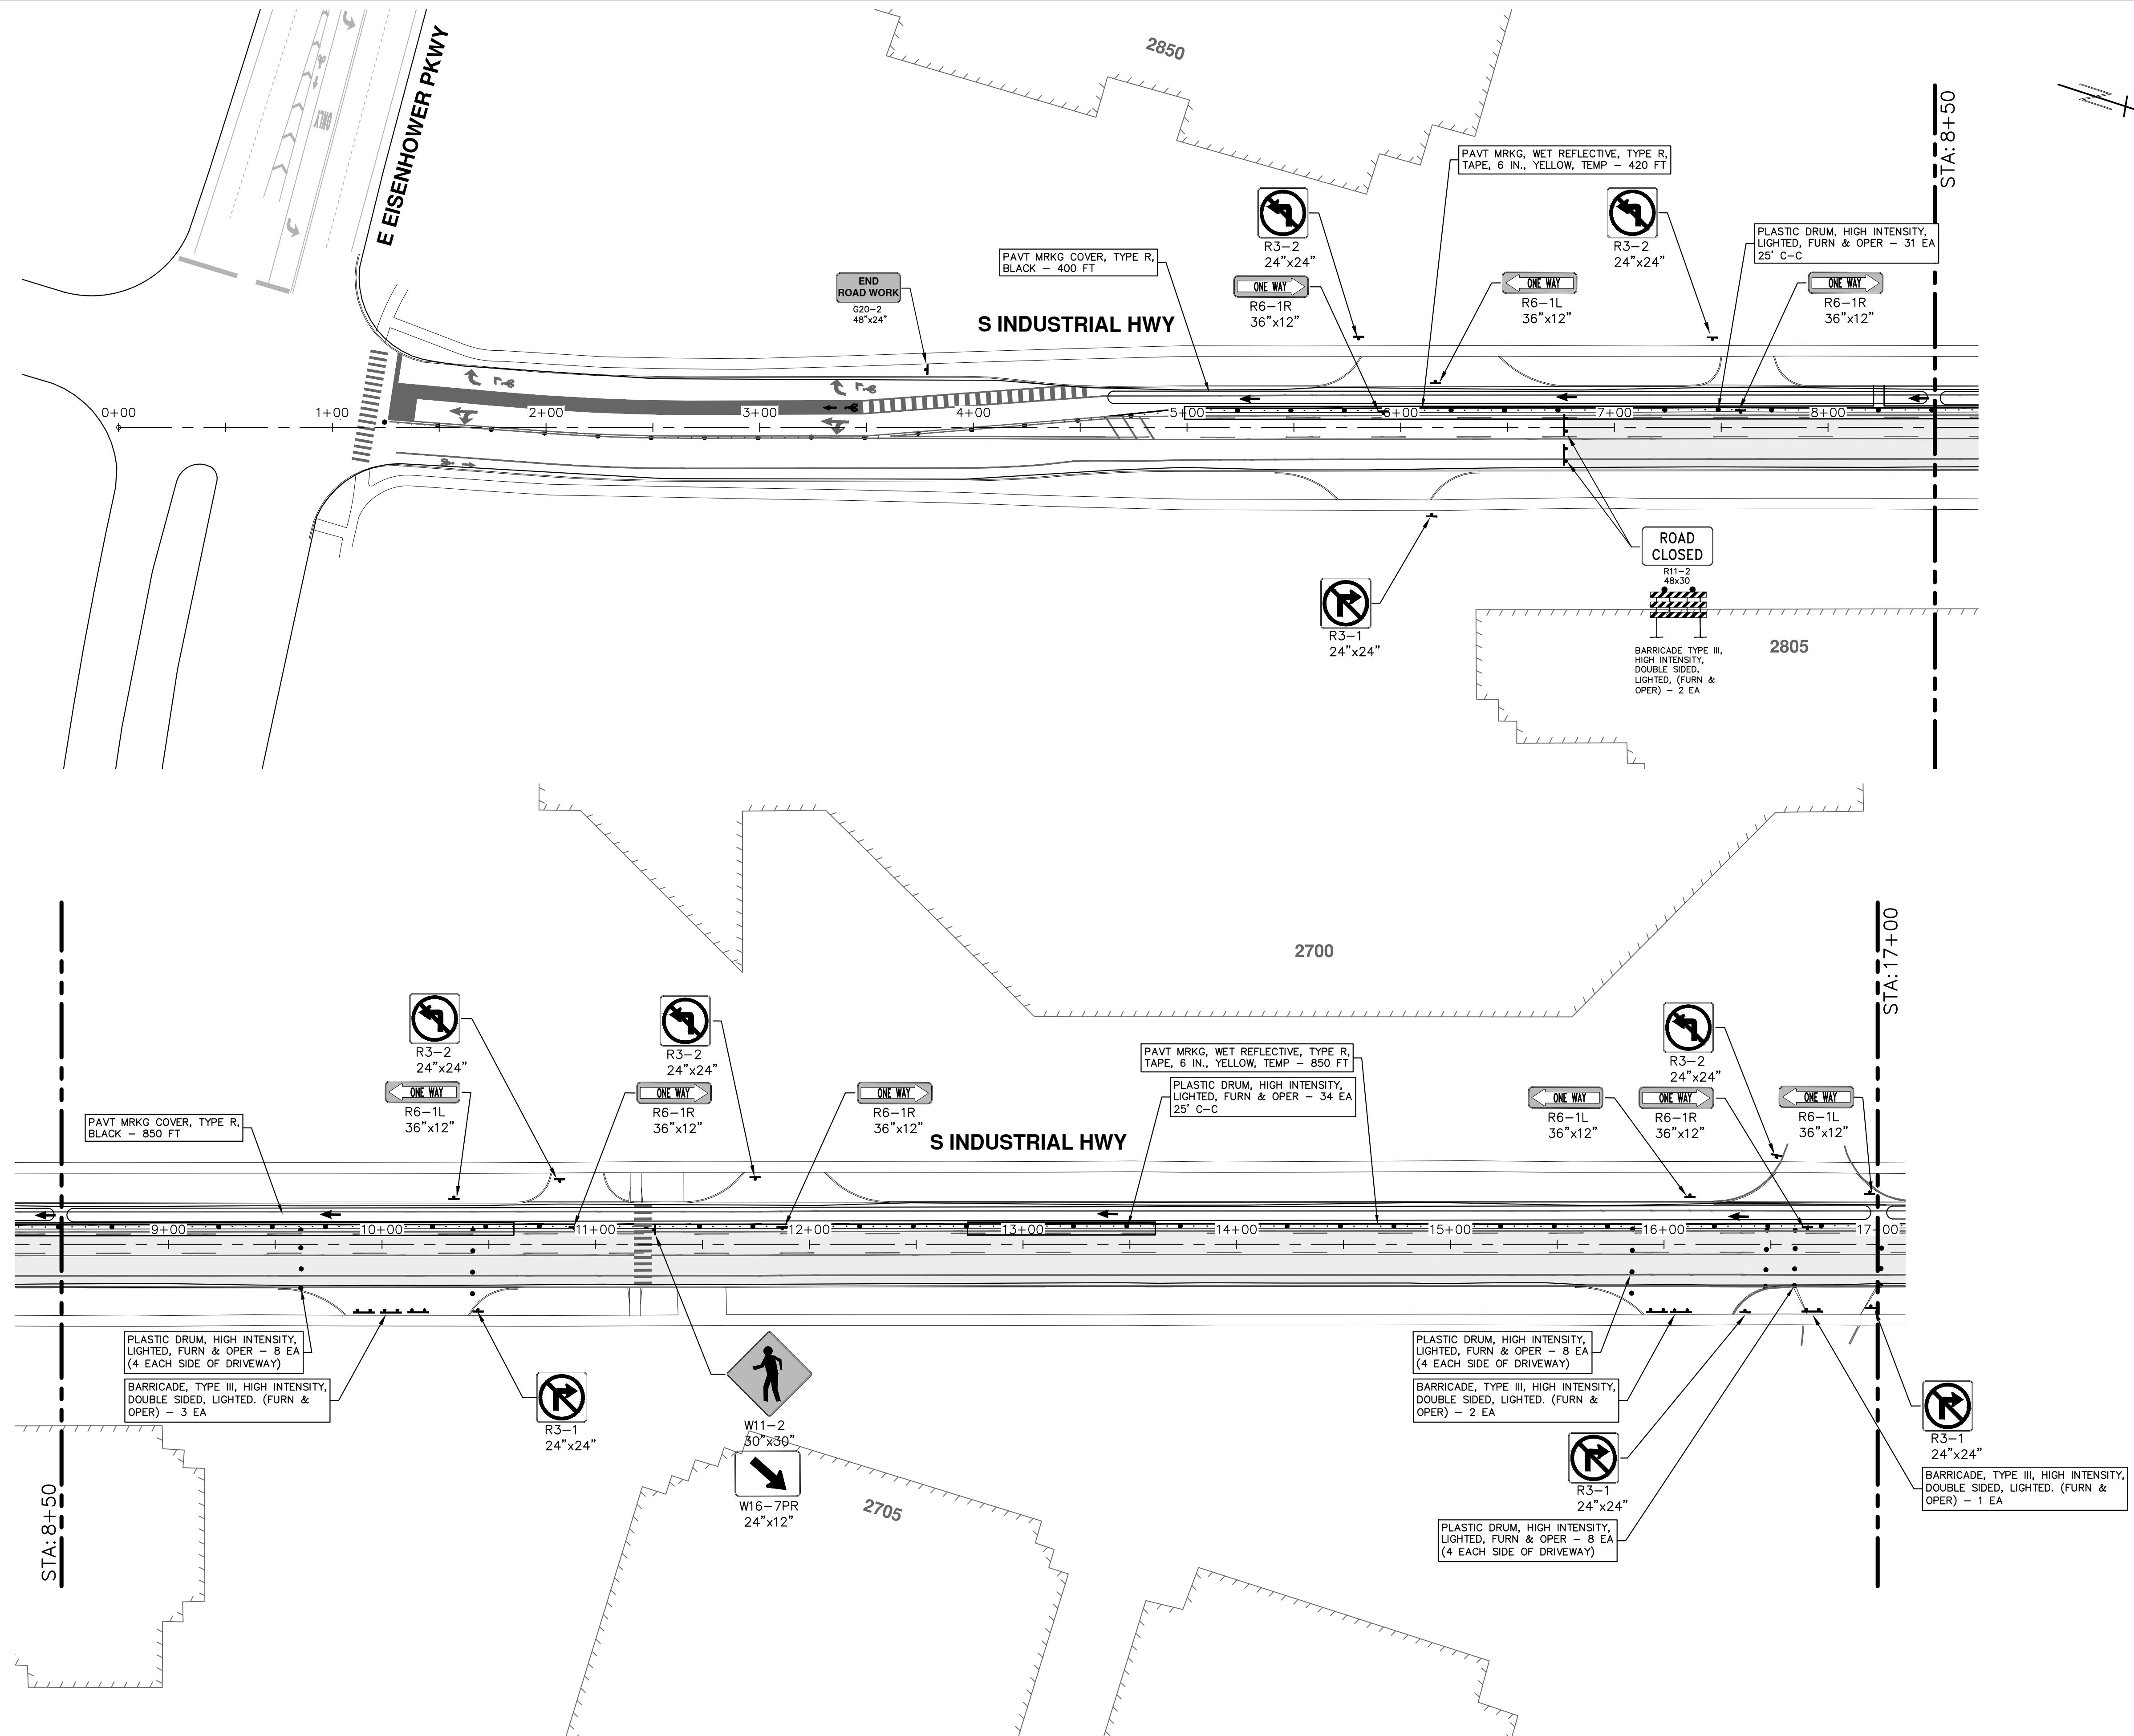 2850
E EISENHOWER PKWY
ONLY
STA: 8+50
N
PAVT MRKG, WET REFLECTIVE, TYPE R,
TAPE, 6 IN., YELLOW, TEMP – 420 FT
R3–2
24"x24"
R3–2
24"x24"
PLASTIC DRUM, HIGH INTENSITY,
LIGHTED, FURN & OPER – 31 EA
25' C–C
PAVT MRKG COVER, TYPE R,
BLACK – 400 FT
END
ROAD WORK
G20–2
48"x24"
ONE WAY
R6–1R
36"x12"
ONE WAY
R6–1L
36"x12"
ONE WAY
R6–1R
36"x12"
S INDUSTRIAL HWY
0+00
1+00
2+00
3+00
4+00
5+00
6+00
7+00
8+00
ROAD
CLOSED
R11–2
48x30
R3–1
24"x24"
BARRICADE TYPE III,
HIGH INTENSITY,
DOUBLE SIDED,
LIGHTED, (FURN &
OPER) – 2 EA
2805
2700
STA: 17+00
R3–2
24"x24"
R3–2
24"x24"
R3–2
24"x24"
PAVT MRKG, WET REFLECTIVE, TYPE R,
TAPE, 6 IN., YELLOW, TEMP – 850 FT
PLASTIC DRUM, HIGH INTENSITY,
LIGHTED, FURN & OPER – 34 EA
25' C–C
ONE WAY
R6–1L
36"x12"
ONE WAY
R6–1R
36"x12"
ONE WAY
R6–1R
36"x12"
ONE WAY
R6–1L
36"x12"
ONE WAY
R6–1R
36"x12"
ONE WAY
R6–1L
36"x12"
PAVT MRKG COVER, TYPE R,
BLACK – 850 FT
S INDUSTRIAL HWY
9+00
10+00
11+00
12+00
13+00
14+00
15+00
16+00
17+00
PLASTIC DRUM, HIGH INTENSITY,
LIGHTED, FURN & OPER – 8 EA
(4 EACH SIDE OF DRIVEWAY)
BARRICADE, TYPE III, HIGH INTENSITY,
DOUBLE SIDED, LIGHTED. (FURN &
OPER) – 3 EA
R3–1
24"x24"
W11–2
30"x30"
W16–7PR
24"x12"
2705
STA: 8+50
PLASTIC DRUM, HIGH INTENSITY,
LIGHTED, FURN & OPER – 8 EA
(4 EACH SIDE OF DRIVEWAY)
BARRICADE, TYPE III, HIGH INTENSITY,
DOUBLE SIDED, LIGHTED. (FURN &
OPER) – 2 EA
R3–1
24"x24"
PLASTIC DRUM, HIGH INTENSITY,
LIGHTED, FURN & OPER – 8 EA
(4 EACH SIDE OF DRIVEWAY)
R3–1
24"x24"
BARRICADE, TYPE III, HIGH INTENSITY,
DOUBLE SIDED, LIGHTED. (FURN &
OPER) – 1 EA